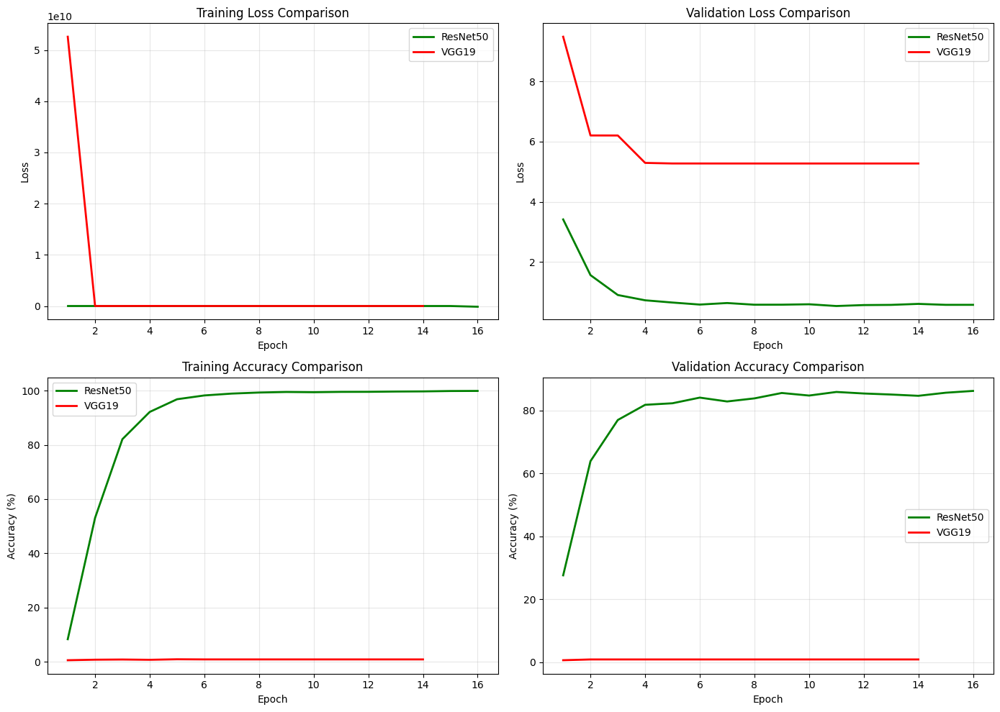 Training Loss Comparison
1e10
5
4
3
2
1
0
Loss
ResNet50
VGG19
2 4 6 8 10 12 14 16
Epoch
Validation Loss Comparison
8
6
4
2
Loss
ResNet50
VGG19
2 4 6 8 10 12 14 16
Epoch
Training Accuracy Comparison
100
80
60
40
20
0
Accuracy (%)
ResNet50
VGG19
2 4 6 8 10 12 14 16
Epoch
Validation Accuracy Comparison
80
60
40
20
0
Accuracy (%)
ResNet50
VGG19
2 4 6 8 10 12 14 16
Epoch